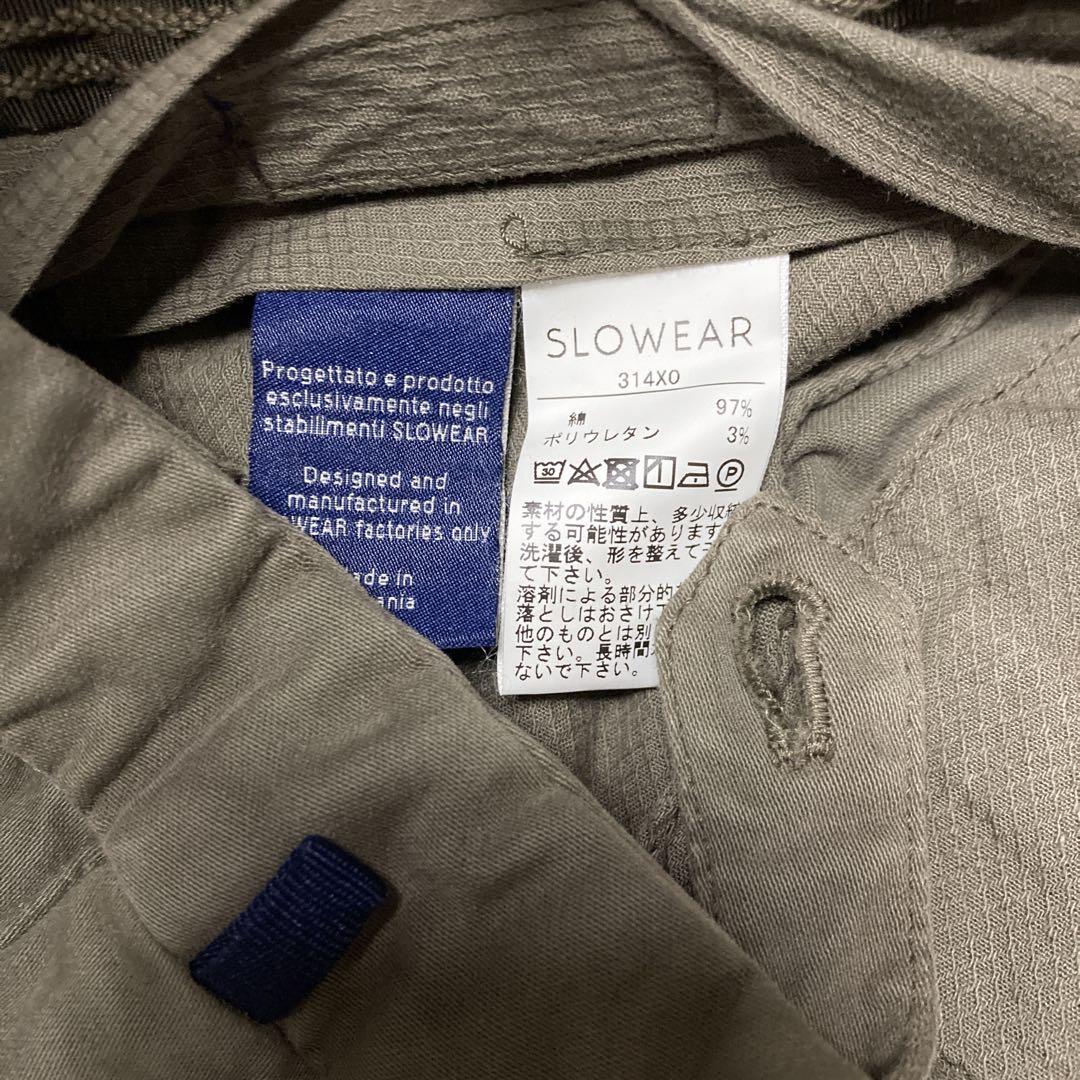 Progettato e prodotto
esclusivamente negli
stabilimenti SLOWEAR
Designed and
manufactured in
factories only
in
SLOWEAR
314X0
綿 97%
ポリウレタン 3%
30 P
素材の性質上、多少収縮
する可能性があります
洗濯後、形を整えて
て下さい。
溶剤による部分的
落としはおさけ下
他のものとは別
下さい。長時間
ないで下さい。